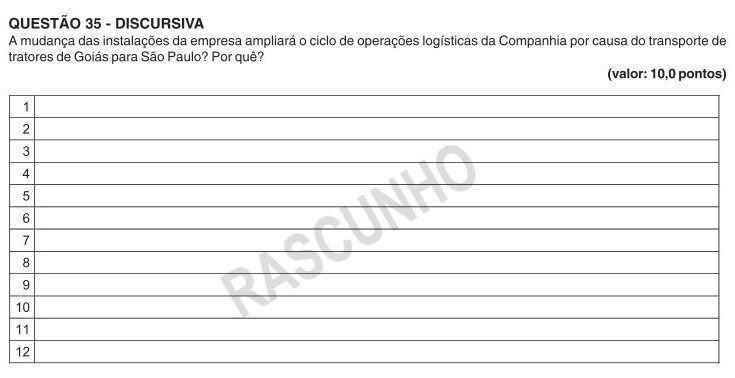 QUESTÃO 35 - DISCURSIVA
A mudança das instalações da empresa ampliará o ciclo de operações logísticas da Companhia por causa do transporte de
tratores de Goiás para São Paulo? Por quê?
(valor: 10,0 pontos)
1
2
3
4
5
6
7
8
9
10
11
12
RASCUNHO